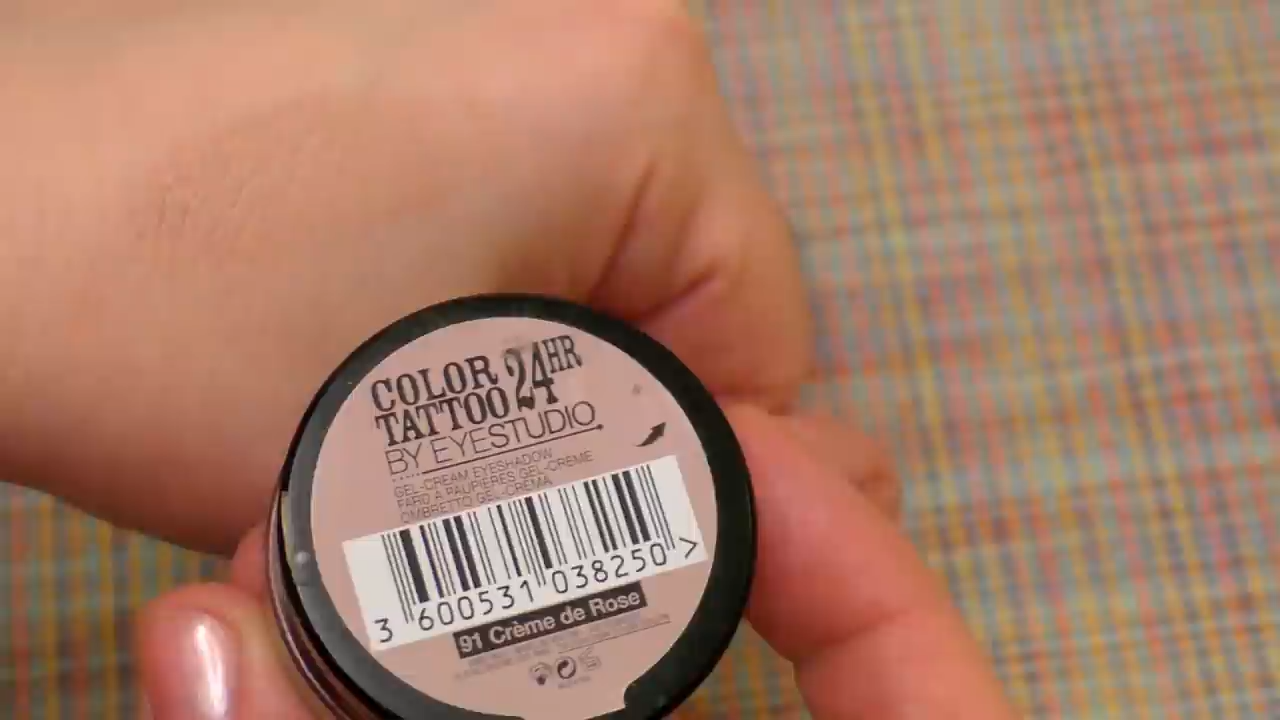 COLOR 24HR
TATTOO
BY EYESTUDIO
GEL-CREAM EYESHADOW
FARD À PAUPIÈRES GEL-CRÈME
OMBRETTO GEL-CREMA
3 600531 038250 >
91 Crème de Rose